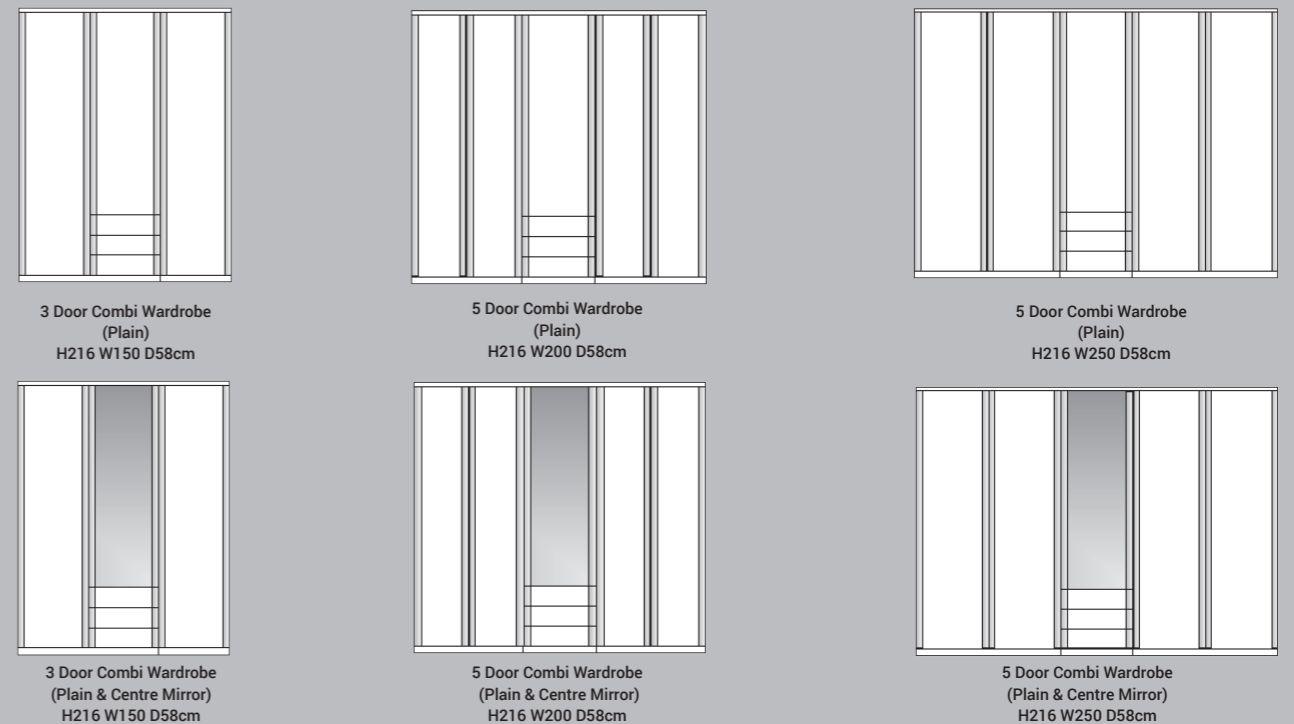 3 Door Combi Wardrobe
(Plain)
H216 W150 D58cm
5 Door Combi Wardrobe
(Plain)
H216 W200 D58cm
5 Door Combi Wardrobe
(Plain)
H216 W250 D58cm
3 Door Combi Wardrobe
(Plain & Centre Mirror)
H216 W150 D58cm
5 Door Combi Wardrobe
(Plain & Centre Mirror)
H216 W200 D58cm
5 Door Combi Wardrobe
(Plain & Centre Mirror)
H216 W250 D58cm